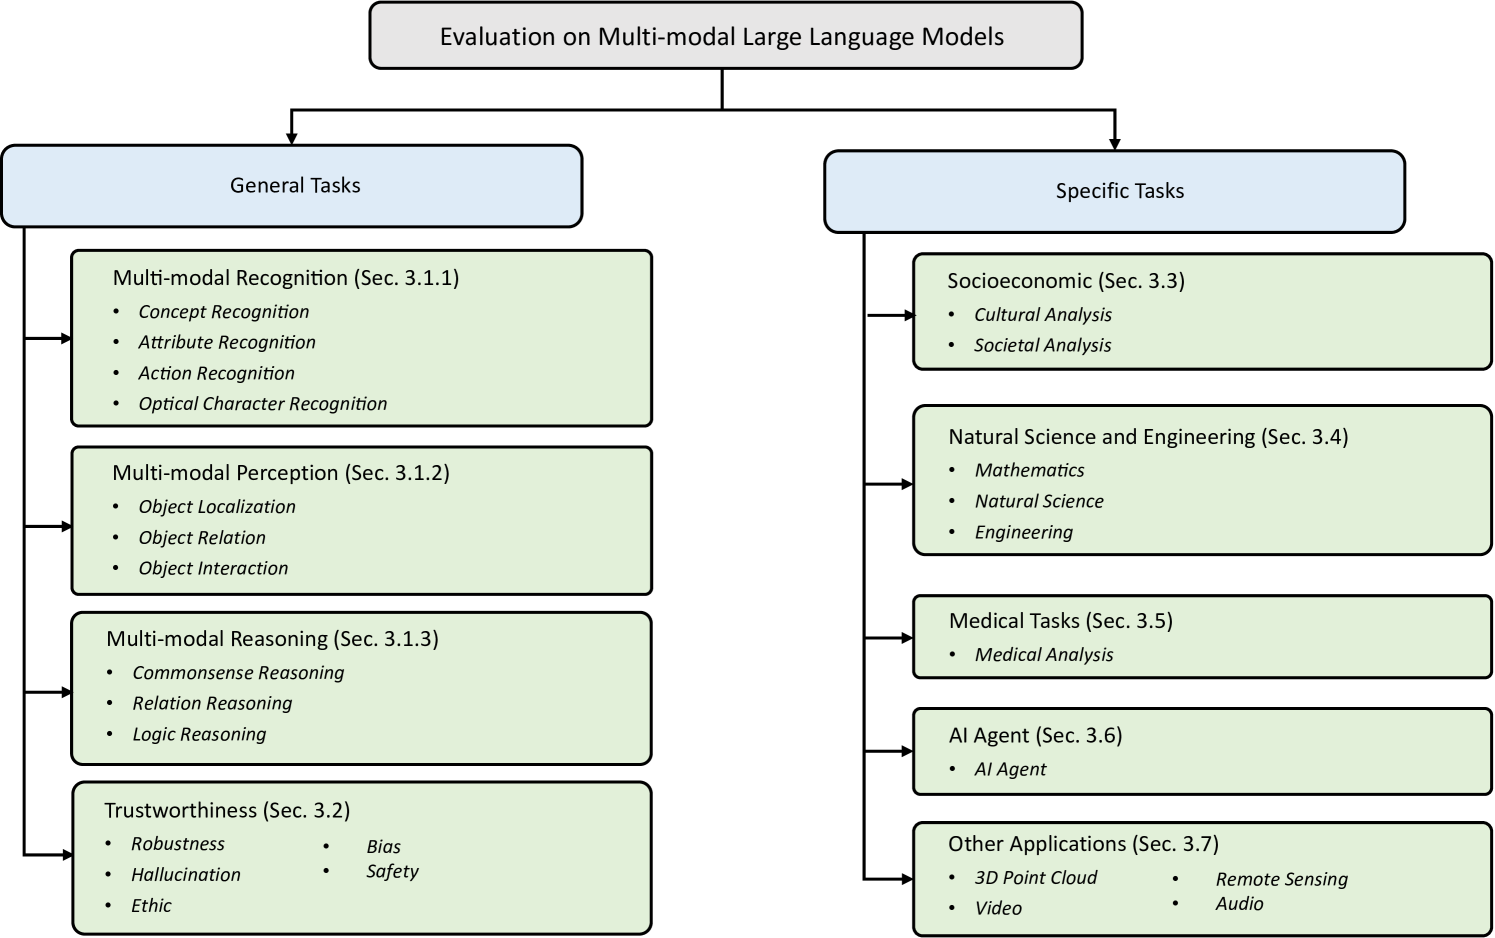 Evaluation on Multi-modal Large Language Models
General Tasks
Multi-modal Recognition (Sec. 3.1.1)
• Concept Recognition
• Attribute Recognition
• Action Recognition
• Optical Character Recognition
Multi-modal Perception (Sec. 3.1.2)
• Object Localization
• Object Relation
• Object Interaction
Multi-modal Reasoning (Sec. 3.1.3)
• Commonsense Reasoning
• Relation Reasoning
• Logic Reasoning
Trustworthiness (Sec. 3.2)
• Robustness
• Hallucination
• Ethic
• Bias
• Safety
Specific Tasks
Socioeconomic (Sec. 3.3)
• Cultural Analysis
• Societal Analysis
Natural Science and Engineering (Sec. 3.4)
• Mathematics
• Natural Science
• Engineering
Medical Tasks (Sec. 3.5)
• Medical Analysis
AI Agent (Sec. 3.6)
• AI Agent
Other Applications (Sec. 3.7)
• 3D Point Cloud
• Video
• Remote Sensing
• Audio